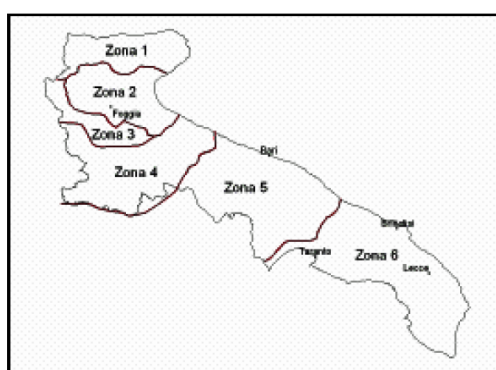 Zona 1
Zona 2
Foggia
Zona 3
Zona 4
Bari
Zona 5
Brindisi
Taranto
Zona 6
Lecce